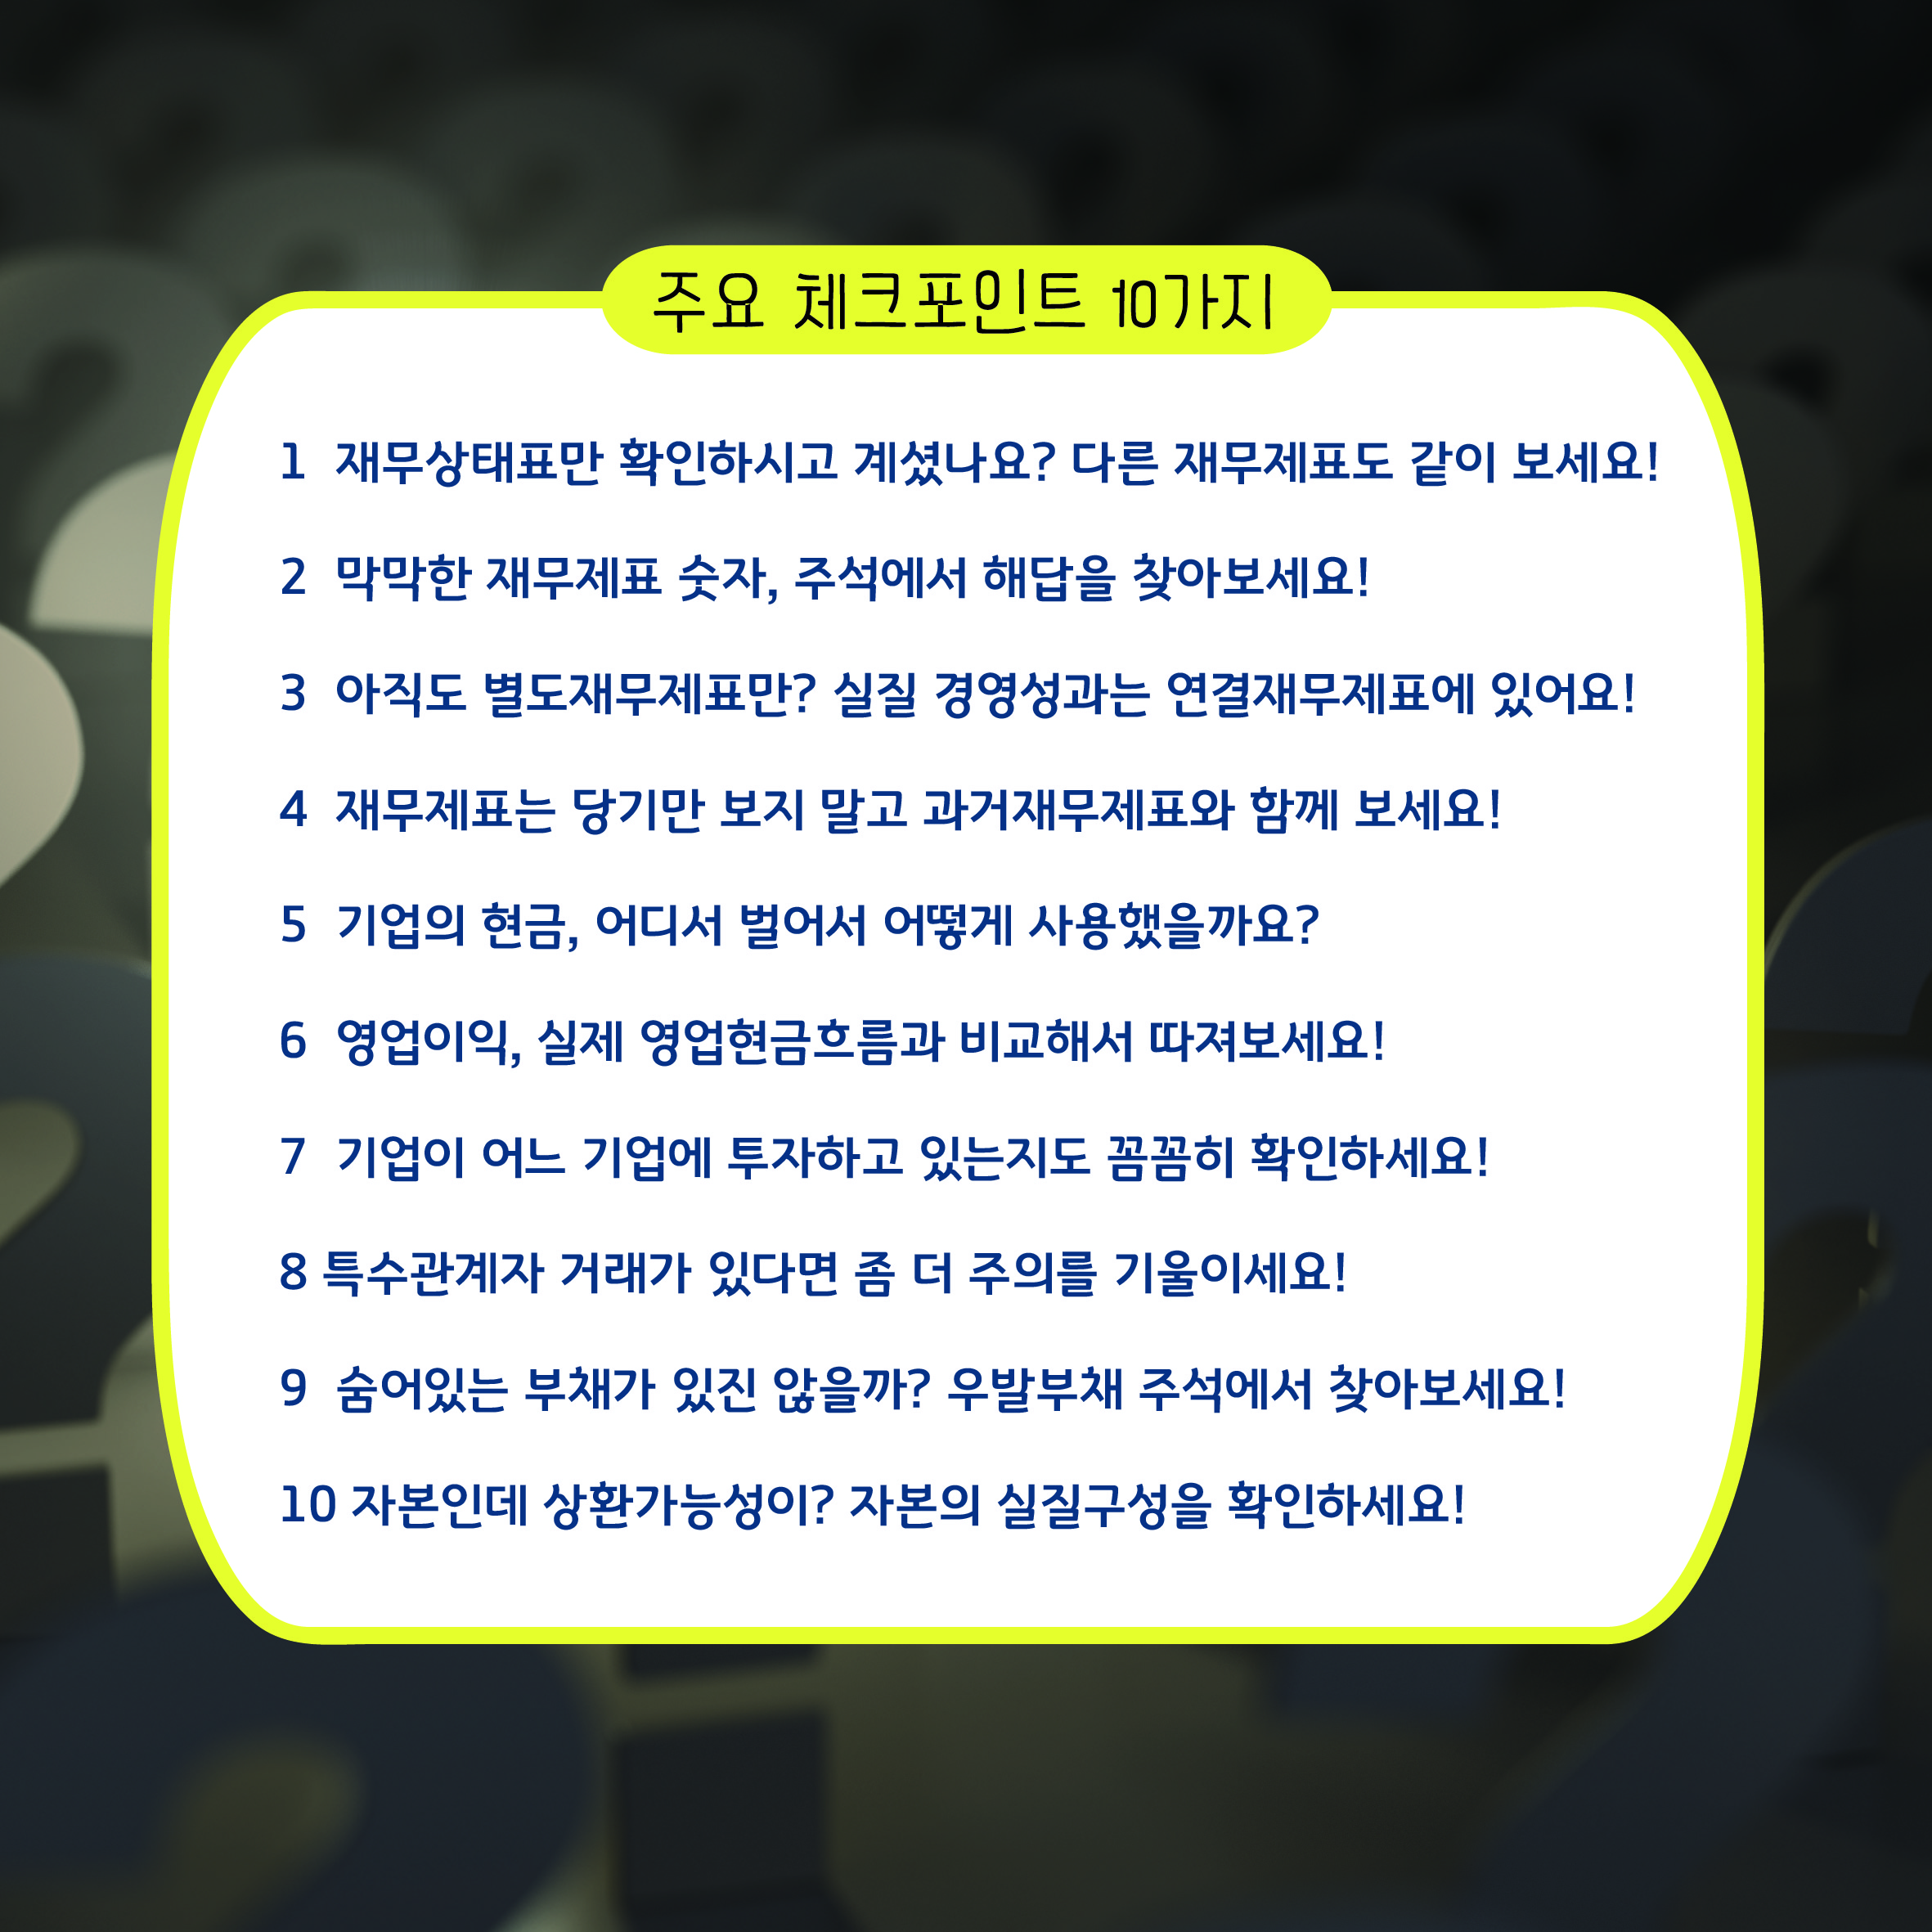 주요 체크포인트 10가지
1 재무상태표만 확인하시고 계셨나요? 다른 재무제표도 같이 보세요!
2 막막한 재무제표 숫자, 주석에서 해답을 찾아보세요!
3 아직도 별도재무제표만? 실질 경영성과는 연결재무제표에 있어요!
4 재무제표는 당기만 보지 말고 과거재무제표와 함께 보세요!
5 기업의 현금, 어디서 벌어서 어떻게 사용했을까요?
6 영업이익, 실제 영업현금흐름과 비교해서 따져보세요!
7 기업이 어느 기업에 투자하고 있는지도 꼼꼼히 확인하세요!
8 특수관계자 거래가 있다면 좀 더 주의를 기울이세요!
9 숨어있는 부채가 있진 않을까? 우발부채 주석에서 찾아보세요!
10 자본인데 상환가능성이? 자본의 실질구성을 확인하세요!